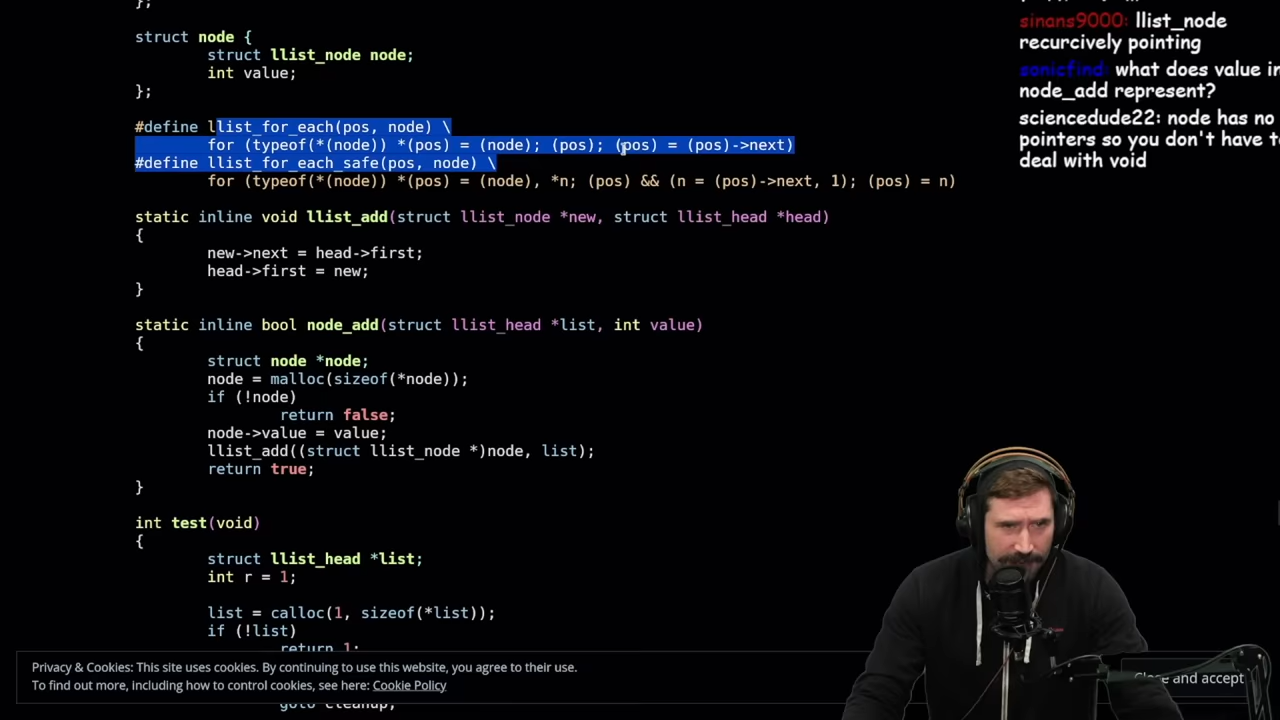 };
struct node {
struct llist_node node;
int value;
};
#define llist_for_each(pos, node) \
for (typeof(*(node)) *(pos) = (node); (pos); (pos) = (pos)->next)
#define llist_for_each_safe(pos, node) \
for (typeof(*(node)) *(pos) = (node), *n; (pos) && (n = (pos)->next, 1); (pos) = n)
static inline void llist_add(struct llist_node *new, struct llist_head *head)
{
new->next = head->first;
head->first = new;
}
static inline bool node_add(struct llist_head *list, int value)
{
struct node *node;
node = malloc(sizeof(*node));
if (!node)
return false;
node->value = value;
llist_add((struct llist_node *)node, list);
return true;
}
int test(void)
{
struct llist_head *list;
int r = 1;
list = calloc(1, sizeof(*list));
if (!list)
return 1;
Privacy & Cookies: This site uses cookies. By continuing to use this website, you agree to their use.
To find out more, including how to control cookies, see here: Cookie Policy
and accept
goto cleanup;
sinans9000: llist_node
recurcively pointing
sonicfind: what does value in
node_add represent?
sciencedude22: node has no
pointers so you don't have to
deal with void